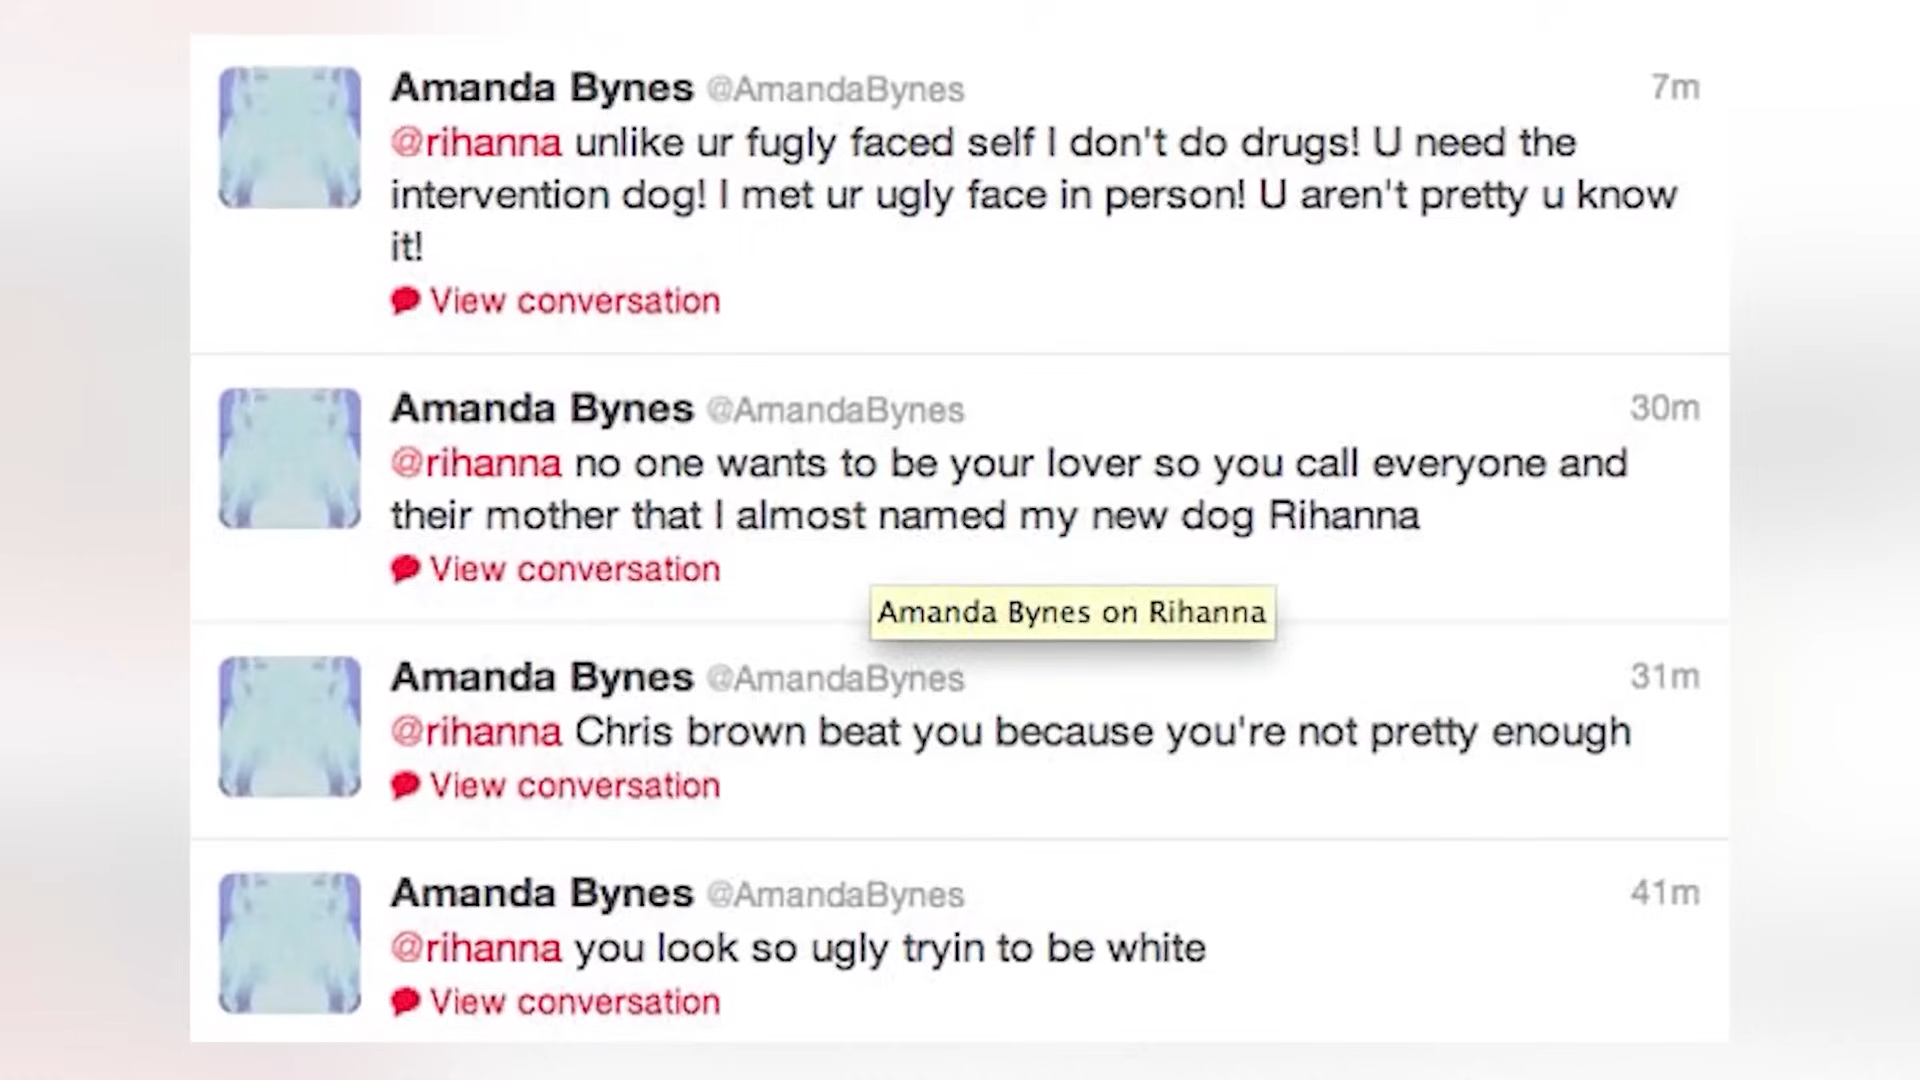 Amanda Bynes @AmandaBynes 7m
@rihanna unlike ur fugly faced self I don't do drugs! U need the
intervention dog! I met ur ugly face in person! U aren't pretty u know
it!
View conversation
Amanda Bynes @AmandaBynes 30m
@rihanna no one wants to be your lover so you call everyone and
their mother that I almost named my new dog Rihanna
View conversation
Amanda Bynes on Rihanna
Amanda Bynes @AmandaBynes 31m
@rihanna Chris brown beat you because you're not pretty enough
View conversation
Amanda Bynes @AmandaBynes 41m
@rihanna you look so ugly tryin to be white
View conversation